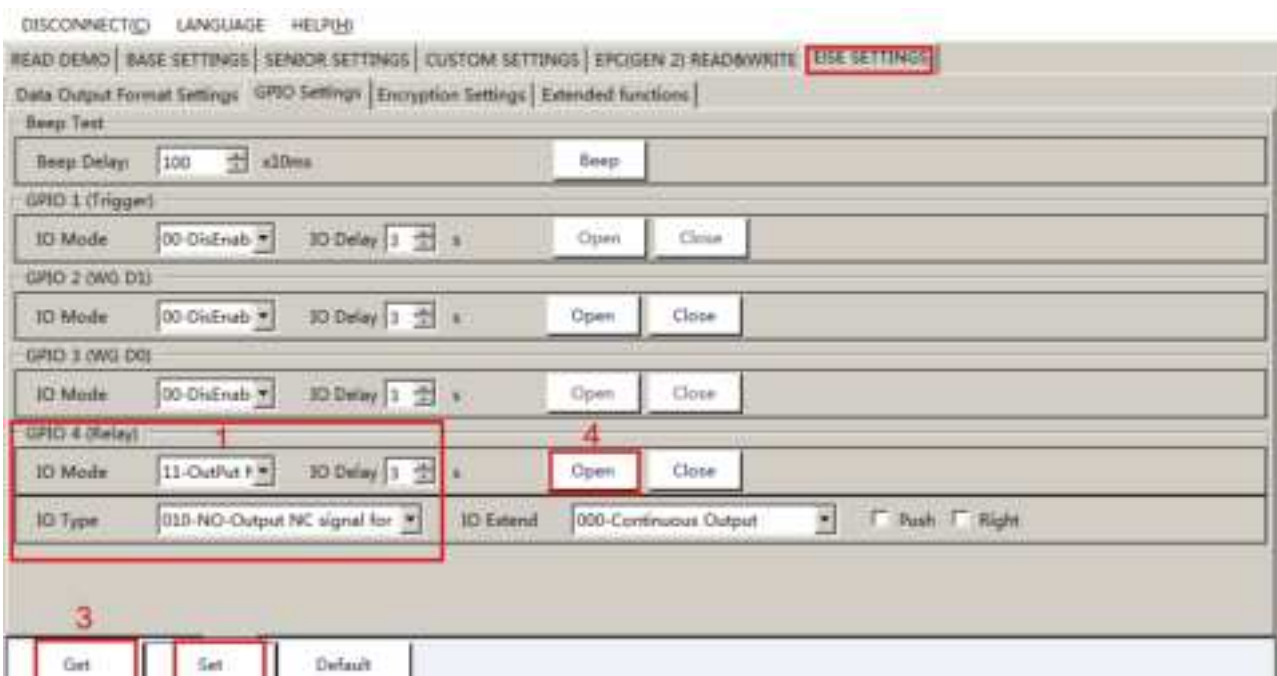 DISCONNECT(C) LANGUAGE HELP(H)
READ DEMO BASE SETTINGS SENIOR SETTINGS CUSTOM SETTINGS EPC(GEN 2) READ&WRITE ElSE SETTINGS
Data Output Format Settings GPIO Settings Encryption Settings Extended functions
Beep Test
Beep Delay: 100 x10ms Beep
GPIO 1 (Trigger)
IO Mode 00-DisEnab IO Delay 3 s Open Close
GPIO 2 (WG D1)
IO Mode 00-DisEnab IO Delay 3 s Open Close
GPIO 3 (WG D0)
IO Mode 00-DisEnab IO Delay 3 s Open Close
GPIO 4 (Relay) 1 4
IO Mode 11-OutPut IO Delay 3 s Open Close
IO Type 010-NO-Output NC signal for IO Extend 000-Continuous Output Push Right
3
Get Set Default